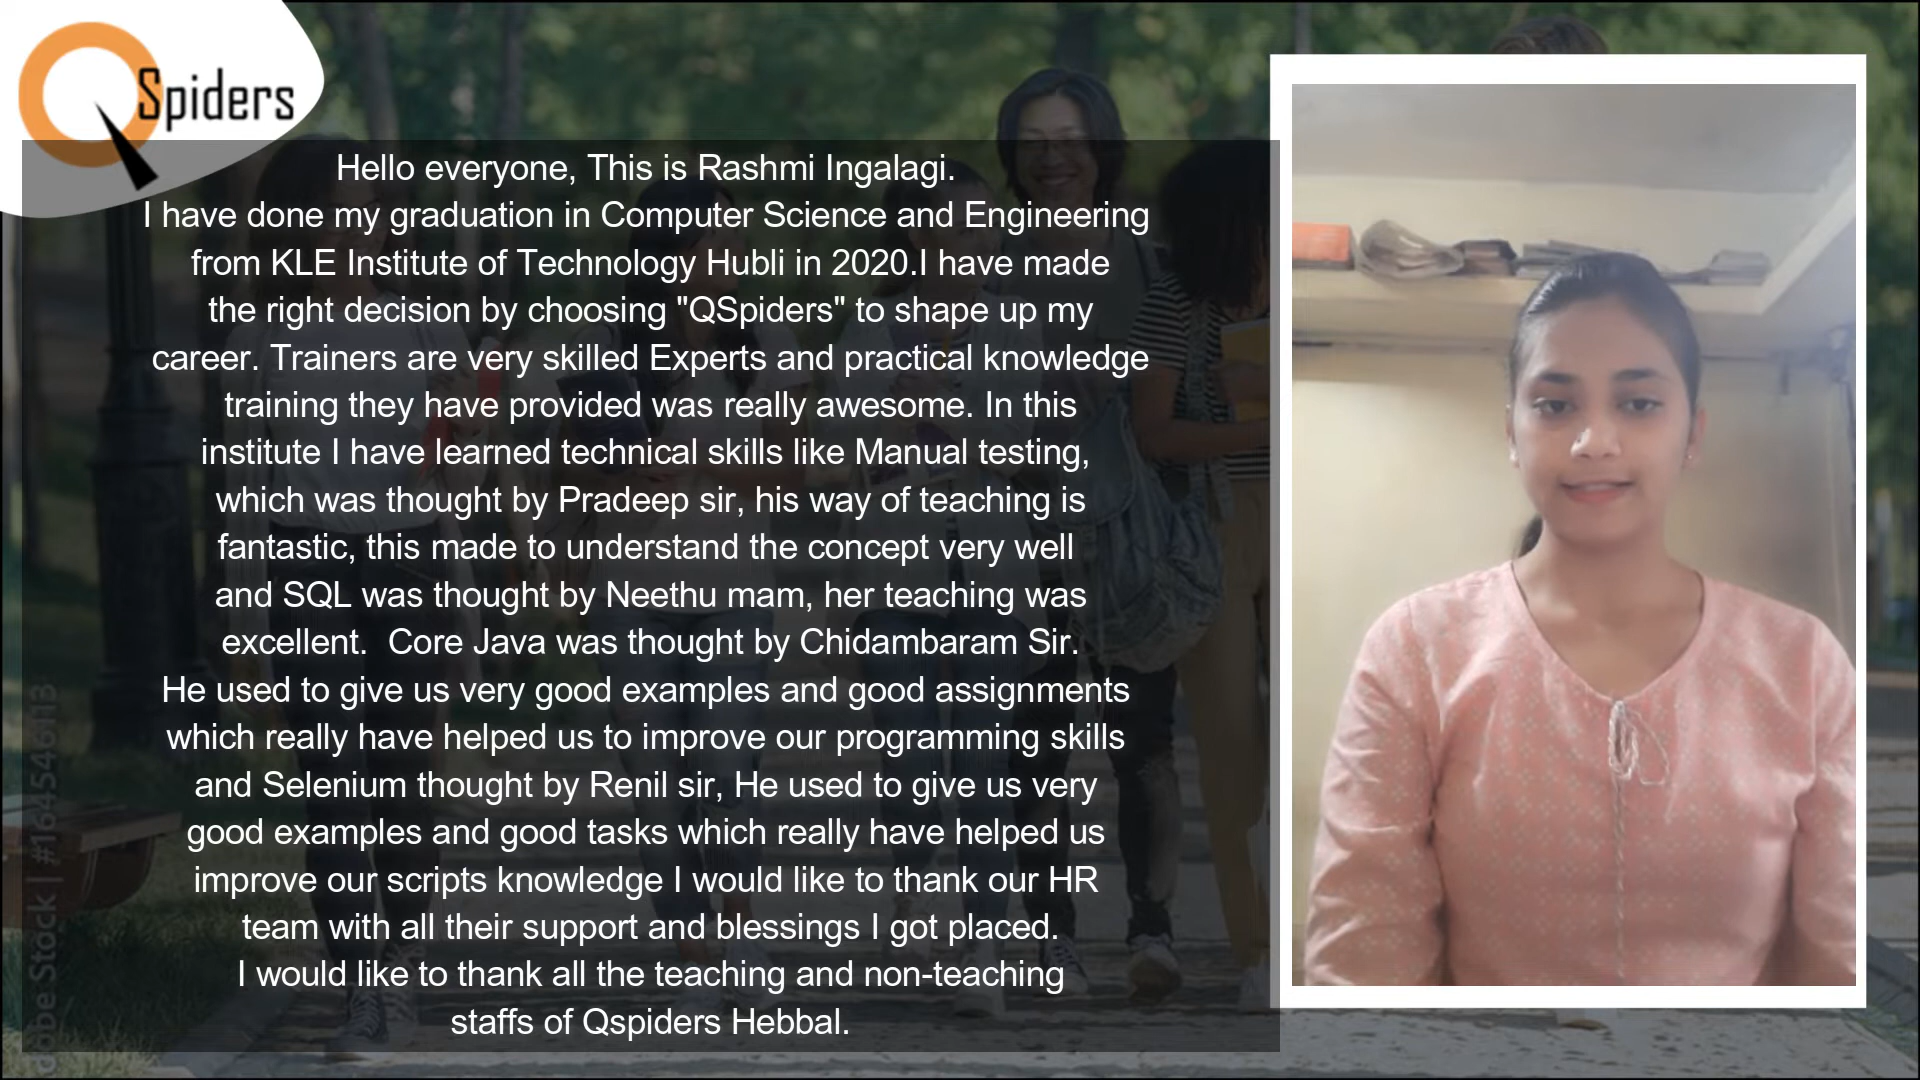 Spiders
Hello everyone, This is Rashmi Ingalagi.
I have done my graduation in Computer Science and Engineering
from KLE Institute of Technology Hubli in 2020.I have made
the right decision by choosing "QSpiders" to shape up my
career. Trainers are very skilled Experts and practical knowledge
training they have provided was really awesome. In this
institute I have learned technical skills like Manual testing,
which was thought by Pradeep sir, his way of teaching is
fantastic, this made to understand the concept very well
and SQL was thought by Neethu mam, her teaching was
excellent.  Core Java was thought by Chidambaram Sir.
He used to give us very good examples and good assignments
which really have helped us to improve our programming skills
and Selenium thought by Renil sir, He used to give us very
good examples and good tasks which really have helped us
improve our scripts knowledge I would like to thank our HR
team with all their support and blessings I got placed.
I would like to thank all the teaching and non-teaching
staffs of Qspiders Hebbal.
dobe Stock | #164546113